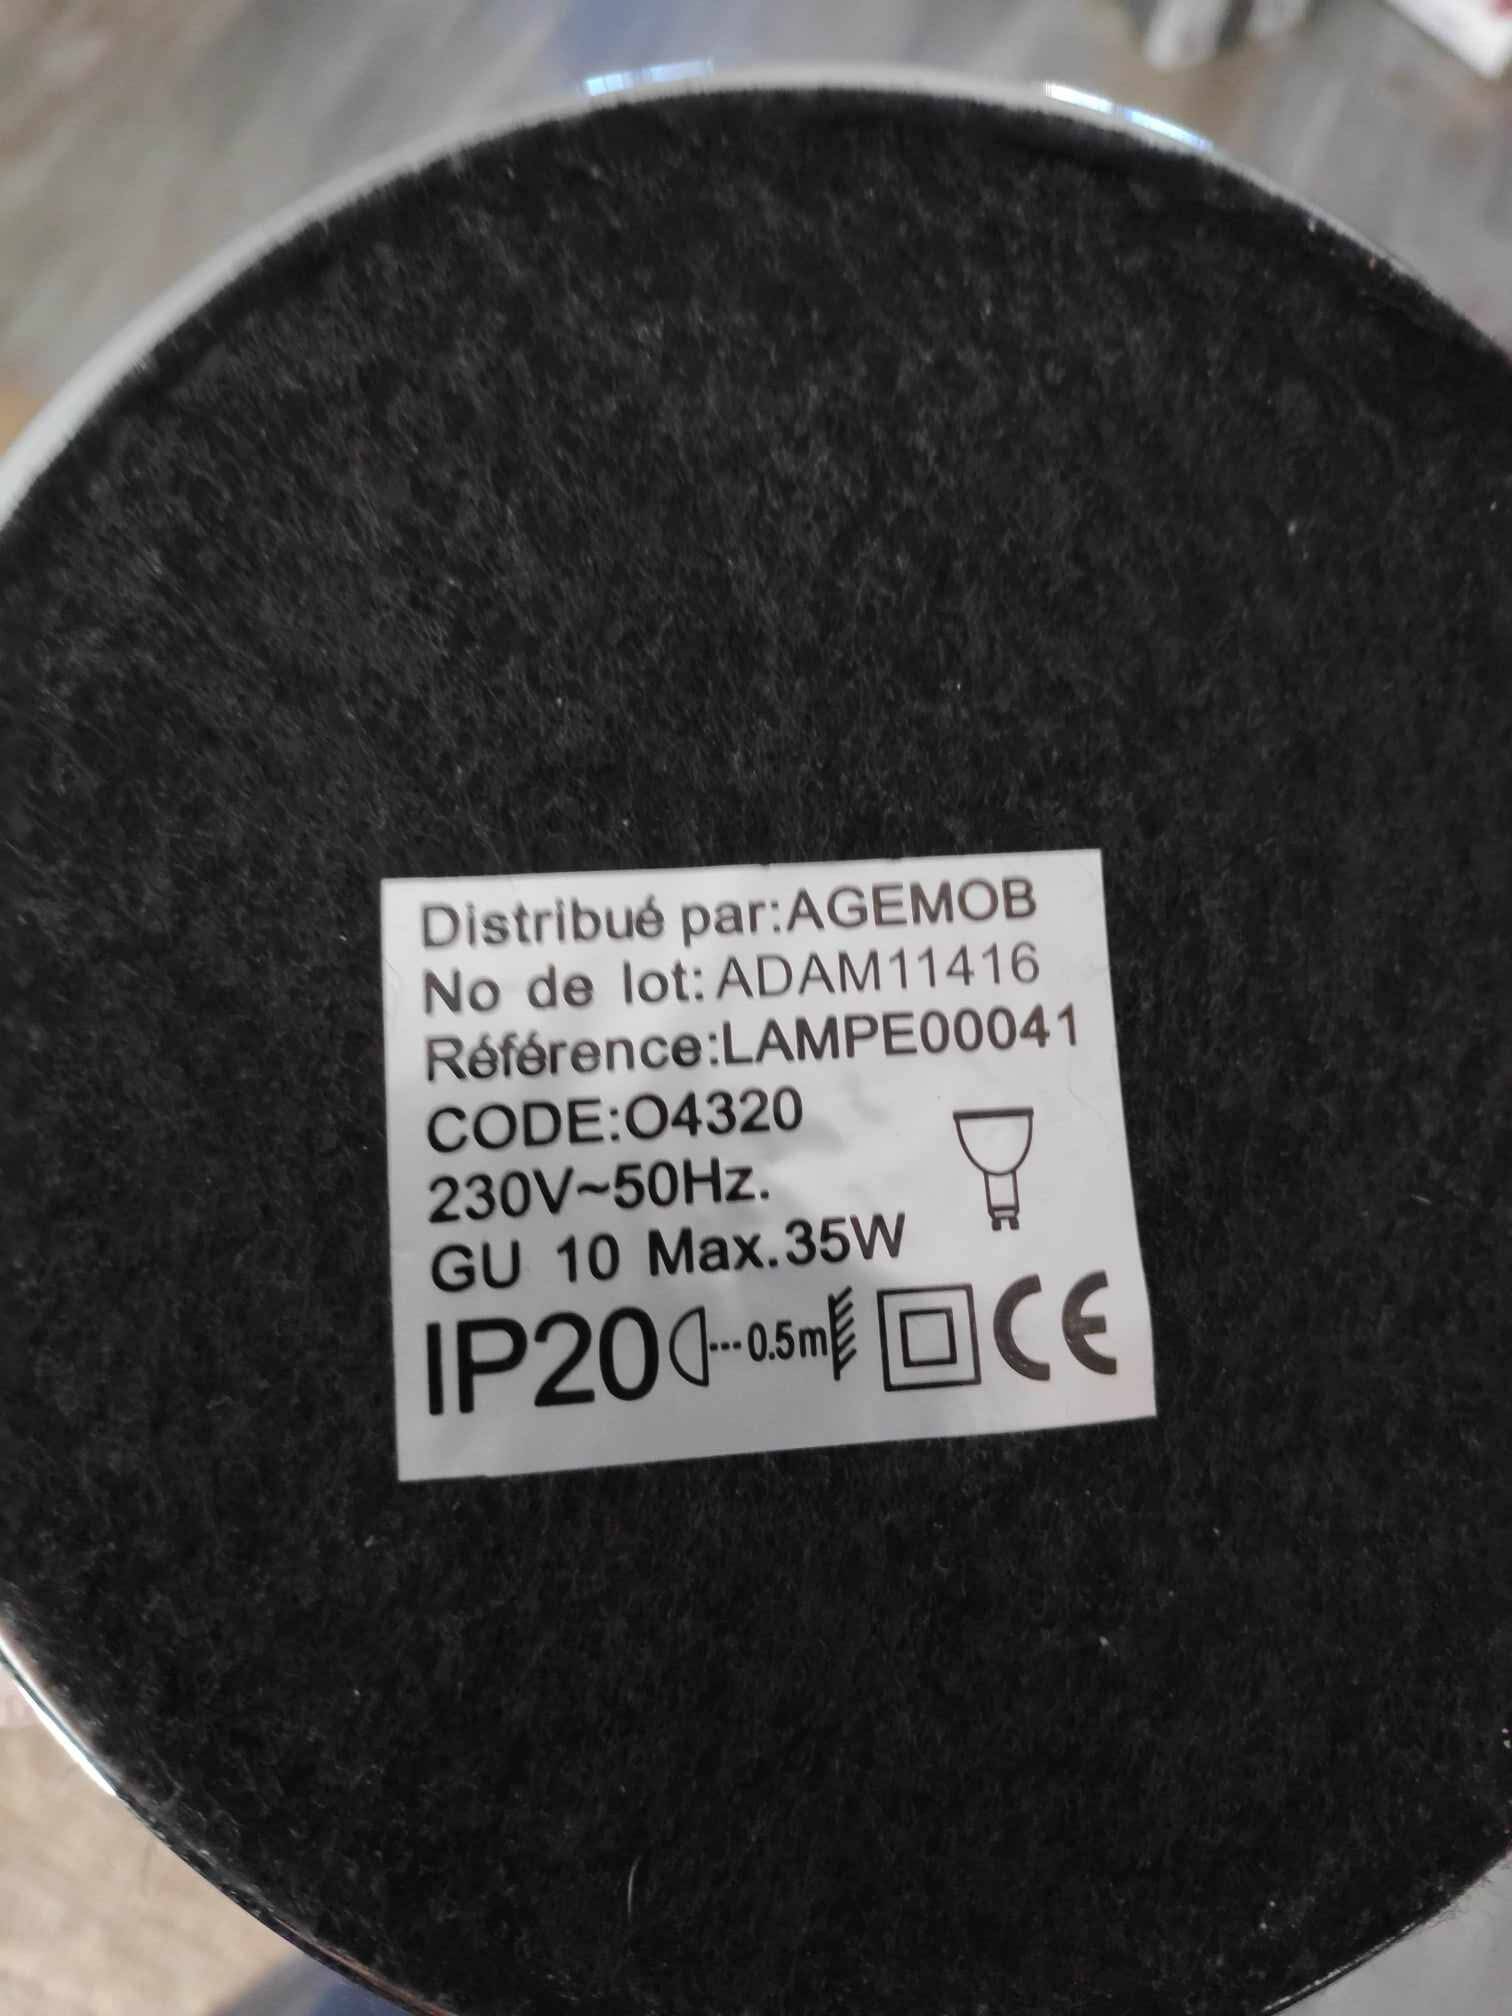 Distribué par:AGEMOB
No de lot:ADAM11416
Référence:LAMPE00041
CODE:O4320
230V~50Hz.
GU 10 Max.35W
IP20 0.5m CE